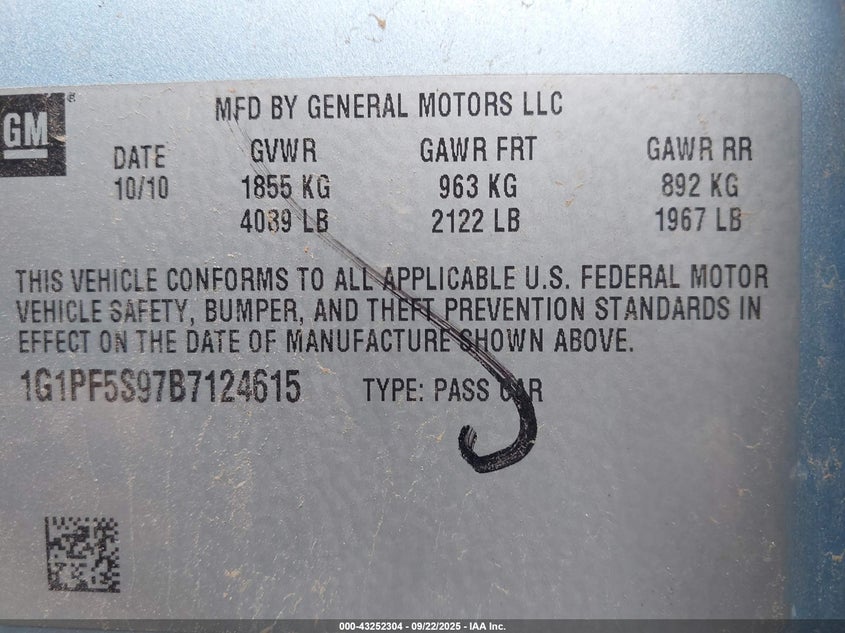 GM
MFD BY GENERAL MOTORS LLC
DATE GVWR GAWR FRT GAWR RR
10/10 1855 KG 963 KG 892 KG
4089 LB 2122 LB 1967 LB
THIS VEHICLE CONFORMS TO ALL APPLICABLE U.S. FEDERAL MOTOR
VEHICLE SAFETY, BUMPER, AND THEFT PREVENTION STANDARDS IN
EFFECT ON THE DATE OF MANUFACTURE SHOWN ABOVE.
1G1PF5S97B7124615 TYPE: PASS CAR
000-43252304 - 09/22/2025 - IAA Inc.